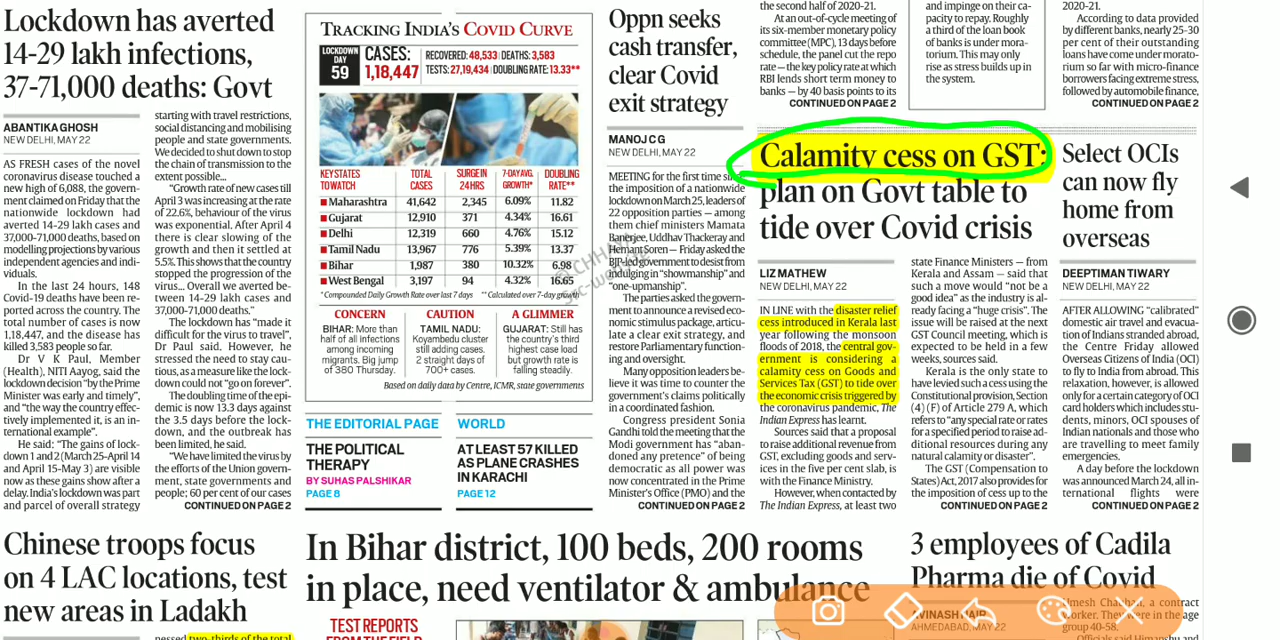 Lockdown has averted
14-29 lakh infections,
37-71,000 deaths: Govt
ABANTIKA GHOSH
NEW DELHI, MAY 22
AS FRESH cases of the novel
coronavirus disease touched a
new high of 6,088, the govern-
ment claimed on Friday that the
nationwide lockdown had
averted 14-29 lakh cases and
37,000-71,000 deaths, based on
modelling projections by various
independent agencies and indi-
viduals.
In the last 24 hours, 148
Covid-19 deaths have been re-
ported across the country. The
total number of cases is now
1,18,447, and the disease has
killed 3,583 people so far.
Dr V K Paul, Member
(Health), NITI Aayog, said the
lockdown decision "by the Prime
Minister was early and timely",
and "the way the country effec-
tively implemented it, is an in-
ternational example".
He said: "The gains of lock-
down 1 and 2 (March 25-April 14
and April 15-May 3) are visible
now as these gains show after a
delay. India's lockdown was part
and parcel of overall strategy
starting with travel restrictions,
social distancing and mobilising
people and state governments.
We decided to shut down to stop
the chain of transmission to the
extent possible...
"Growth rate of new cases till
April 3 was increasing at the rate
of 22.6%, behaviour of the virus
was exponential. After April 4
there is clear slowing of the
growth and then it settled at
5.5%. This shows that the country
stopped the progression of the
virus... Overall we averted be-
tween 14-29 lakh cases and
37,000-71,000 deaths."
The lockdown has "made it
difficult for the virus to travel",
Dr Paul said. However, he
stressed the need to stay cau-
tious, as a measure like the lock-
down could not "go on forever".
The doubling time of the epi-
demic is now 13.3 days against
the 3.5 days before the lock-
down, and the outbreak has
been limited, he said.
"We have limited the virus by
the efforts of the Union govern-
ment, state governments and
people; 60 per cent of our cases
CONTINUED ON PAGE 2
TRACKING INDIA'S COVID CURVE
LOCKDOWN
DAY
59
CASES:
1,18,447
RECOVERED: 48,533 | DEATHS: 3,583
TESTS: 27,19,434 | DOUBLING RATE: 13.33**
KEY STATES TO WATCH TOTAL CASES SURGE IN 24 HRS 7-DAY AVG. GROWTH* DOUBLING RATE**
Maharashtra 41,642 2,345 6.09% 11.82
Gujarat 12,910 371 4.34% 16.61
Delhi 12,319 660 4.76% 15.12
Tamil Nadu 13,967 776 5.39% 13.37
Bihar 1,987 380 10.32% 6.98
West Bengal 3,197 94 4.32% 16.65
* Compounded Daily Growth Rate over last 7 days ** Calculated over 7-day growth
CONCERN
BIHAR: More than
half of all infections
among incoming
migrants. Big jump
of 380 Thursday.
CAUTION
TAMIL NADU:
Koyambedu cluster
still adding cases.
2 straight days of
700+ cases.
A GLIMMER
GUJARAT: Still has
the country's third
highest case load
but growth rate is
falling steadily.
Based on daily data by Centre, ICMR, state governments
THE EDITORIAL PAGE
THE POLITICAL
THERAPY
BY SUHAS PALSHIKAR
PAGE 8
WORLD
AT LEAST 57 KILLED
AS PLANE CRASHES
IN KARACHI
PAGE 12
Oppn seeks
cash transfer,
clear Covid
exit strategy
MANOJ C G
NEW DELHI, MAY 22
MEETING for the first time since
the imposition of a nationwide
lockdown on March 25, leaders of
22 opposition parties — among
them chief ministers Mamata
Banerjee, Uddhav Thackeray and
Hemant Soren — Friday asked the
BJP-led government to desist from
indulging in "showmanship" and
"one-upmanship".
The parties asked the govern-
ment to announce a revised eco-
nomic stimulus package, articu-
late a clear exit strategy, and
restore Parliamentary function-
ing and oversight.
Many opposition leaders be-
lieve it was time to counter the
government's claims politically
in a coordinated fashion.
Congress president Sonia
Gandhi told the meeting that the
Modi government has "aban-
doned any pretence" of being
democratic as all power was
now concentrated in the Prime
Minister's Office (PMO) and the
CONTINUED ON PAGE 2
the second half of 2020-21.
At an out-of-cycle meeting of
its six-member monetary policy
committee (MPC), 13 days before
schedule, the panel cut the repo
rate — the key policy rate at which
RBI lends short term money to
banks — by 40 basis points to its
CONTINUED ON PAGE 2
and impinge on their ca-
pacity to repay. Roughly
a third of the loan book
of banks is under mora-
torium. This may only
rise as stress builds up in
the system.
2020-21.
According to data provided
by different banks, nearly 25-30
per cent of their outstanding
loans have come under morato-
rium so far with micro-finance
borrowers facing extreme stress,
followed by automobile finance,
CONTINUED ON PAGE 2
Calamity cess on GST:
plan on Govt table to
tide over Covid crisis
LIZ MATHEW
NEW DELHI, MAY 22
IN LINE with the disaster relief
cess introduced in Kerala last
year following the monsoon
floods of 2018, the central gov-
ernment is considering a
calamity cess on Goods and
Services Tax (GST) to tide over
the economic crisis triggered by
the coronavirus pandemic, The
Indian Express has learnt.
Sources said that a proposal
to raise additional revenue from
GST, excluding goods and serv-
ices in the five per cent slab, is
with the Finance Ministry.
However, when contacted by
The Indian Express, at least two
state Finance Ministers — from
Kerala and Assam — said that
such a move would "not be a
good idea" as the industry is al-
ready facing a "huge crisis". The
issue will be raised at the next
GST Council meeting, which is
expected to be held in a few
weeks, sources said.
Kerala is the only state to
have levied such a cess using the
Constitutional provision, Section
(4) (F) of Article 279 A, which
refers to "any special rate or rates
for a specified period to raise ad-
ditional resources during any
natural calamity or disaster".
The GST (Compensation to
States) Act, 2017 also provides for
the imposition of cess up to the
CONTINUED ON PAGE 2
Select OCIs
can now fly
home from
overseas
DEEPTIMAN TIWARY
NEW DELHI, MAY 22
AFTER ALLOWING "calibrated"
domestic air travel and evacua-
tion of Indians stranded abroad,
the Centre Friday allowed
Overseas Citizens of India (OCI)
to fly to India from abroad. This
relaxation, however, is allowed
only for a certain category of OCI
card holders which includes stu-
dents, minors, OCI spouses of
Indian nationals and those who
are travelling to meet family
emergencies.
A day before the lockdown
was announced March 24, all in-
ternational flights were
CONTINUED ON PAGE 2
Chinese troops focus
on 4 LAC locations, test
new areas in Ladakh
nessed two-thirds of the total
In Bihar district, 100 beds, 200 rooms
in place, need ventilator & ambulance
TEST REPORTS
FROM THE FIELD
3 employees of Cadila
Pharma die of Covid
AVINASH NAIR
AHMEDABAD, MAY 22
a contract
worker. They were in the age
group 40-58.